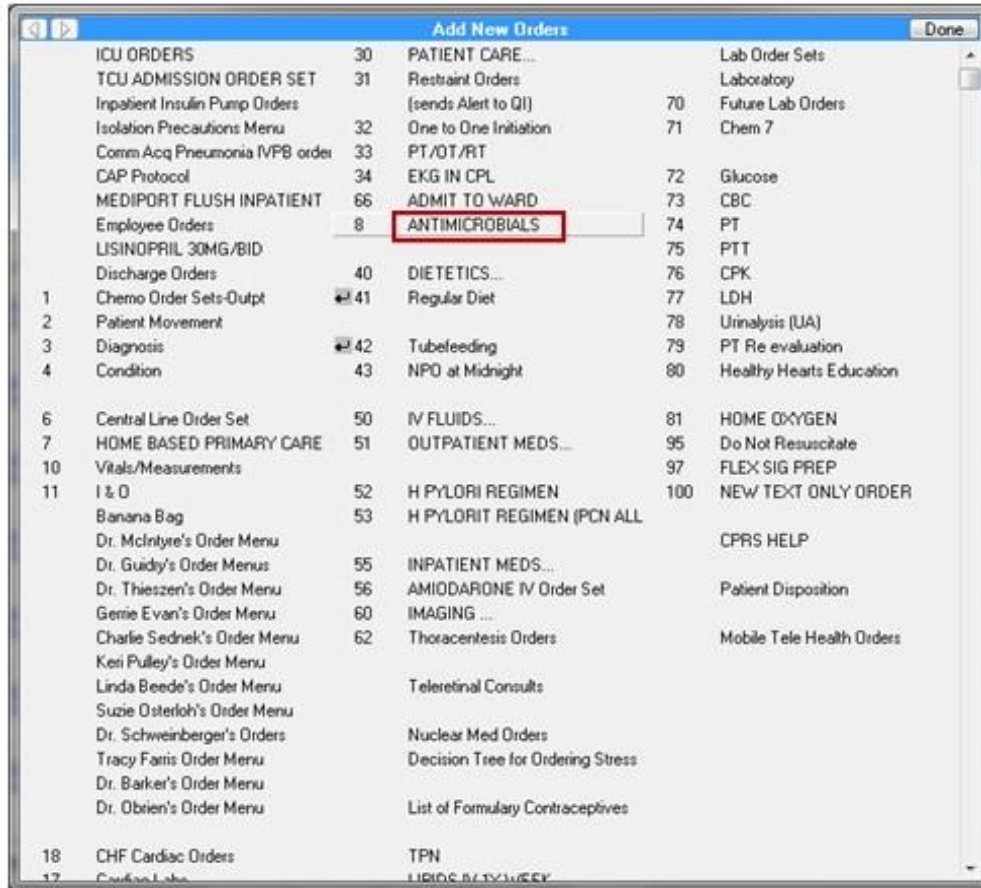 Add New Orders
Done
ICU ORDERS
TCU ADMISSION ORDER SET
Inpatient Insulin Pump Orders
Isolation Precautions Menu
Comm Acq Pneumonia IVPB order
CAP Protocol
MEDIPORT FLUSH INPATIENT
Employee Orders
LISINOPRIL 30MG/BID
Discharge Orders
1 Chemo Order Sets-Outpt
2 Patient Movement
3 Diagnosis
4 Condition
6 Central Line Order Set
7 HOME BASED PRIMARY CARE
10 Vitals/Measurements
11 I & O
Banana Bag
Dr. McIntyre's Order Menu
Dr. Guidry's Order Menus
Dr. Thieszen's Order Menu
Gerrie Evan's Order Menu
Charlie Sednek's Order Menu
Keri Pulley's Order Menu
Linda Beede's Order Menu
Suzie Osterloh's Order Menu
Dr. Schweinberger's Orders
Tracy Farris Order Menu
Dr. Barker's Order Menu
Dr. Obrien's Order Menu
18 CHF Cardiac Orders
17 Cardiac Labs
30 PATIENT CARE...
31 Restraint Orders
(sends Alert to QI)
32 One to One Initiation
33 PT/OT/RT
34 EKG IN CPL
66 ADMIT TO WARD
8 ANTIMICROBIALS
40 DIETETICS...
41 Regular Diet
42 Tubefeeding
43 NPO at Midnight
50 IV FLUIDS...
51 OUTPATIENT MEDS...
52 H PYLORI REGIMEN
53 H PYLORIT REGIMEN (PCN ALL
55 INPATIENT MEDS...
56 AMIODARONE IV Order Set
60 IMAGING ...
62 Thoracentesis Orders
Teleretinal Consults
Nuclear Med Orders
Decision Tree for Ordering Stress
List of Formulary Contraceptives
TPN
LIPIDS IV 1X/WEEK
Lab Order Sets
Laboratory
70 Future Lab Orders
71 Chem 7
72 Glucose
73 CBC
74 PT
75 PTT
76 CPK
77 LDH
78 Urinalysis (UA)
79 PT Re evaluation
80 Healthy Hearts Education
81 HOME OXYGEN
95 Do Not Resuscitate
97 FLEX SIG PREP
100 NEW TEXT ONLY ORDER
CPRS HELP
Patient Disposition
Mobile Tele Health Orders